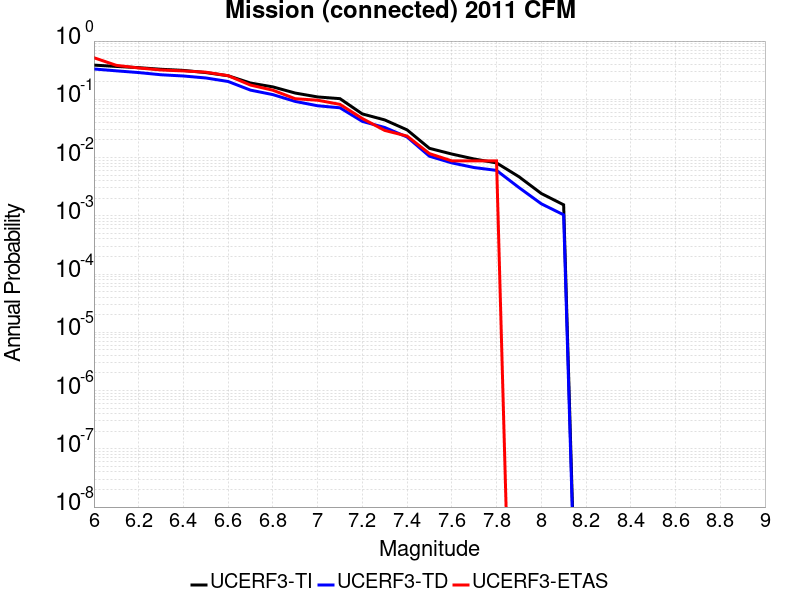 Mission (connected) 2011 CFM
10^0
10^-1
10^-2
10^-3
10^-4
10^-5
10^-6
10^-7
10^-8
Annual Probability
6 6.2 6.4 6.6 6.8 7 7.2 7.4 7.6 7.8 8 8.2 8.4 8.6 8.8 9
Magnitude
UCERF3-TI UCERF3-TD UCERF3-ETAS